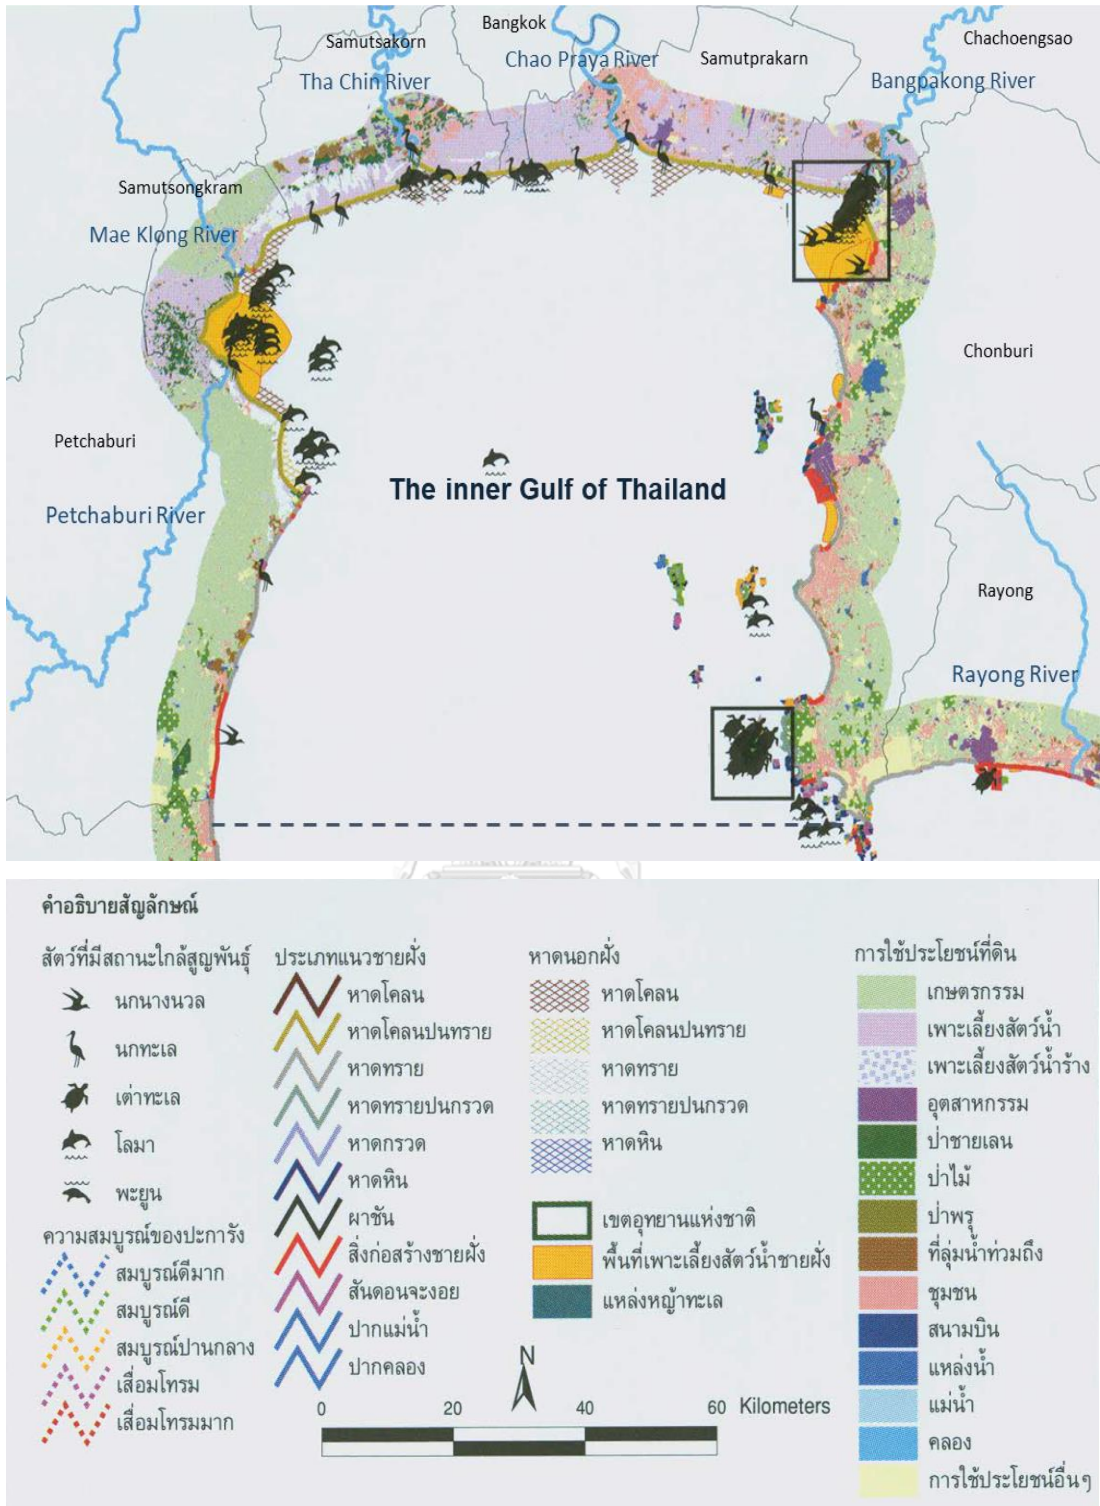 Bangkok
Samutsakorn
Chachoengsao
Chao Praya River
Samutprakarn
Tha Chin River
Bangpakong River
Samutsongkram
Mae Klong River
Chonburi
Petchaburi
The inner Gulf of Thailand
Petchaburi River
Rayong
Rayong River
คำอธิบายสัญลักษณ์
สัตว์ที่มีสถานะใกล้สูญพันธุ์
นกนางนวล
นกทะเล
เต่าทะเล
โลมา
พะยูน
ความสมบูรณ์ของปะการัง
สมบูรณ์ดีมาก
สมบูรณ์ดี
สมบูรณ์ปานกลาง
เสื่อมโทรม
เสื่อมโทรมมาก
ประเภทแนวชายฝั่ง
หาดโคลน
หาดโคลนปนทราย
หาดทราย
หาดทรายปนกรวด
หาดกรวด
หาดหิน
ผาชัน
สิ่งก่อสร้างชายฝั่ง
สันดอนจะงอย
ปากแม่น้ำ
ปากคลอง
หาดนอกฝั่ง
หาดโคลน
หาดโคลนปนทราย
หาดทราย
หาดทรายปนกรวด
หาดหิน
เขตอุทยานแห่งชาติ
พื้นที่เพาะเลี้ยงสัตว์น้ำชายฝั่ง
แหล่งหญ้าทะเล
การใช้ประโยชน์ที่ดิน
เกษตรกรรม
เพาะเลี้ยงสัตว์น้ำ
เพาะเลี้ยงสัตว์น้ำร้าง
อุตสาหกรรม
ป่าชายเลน
ป่าไม้
ป่าพรุ
ที่ลุ่มน้ำท่วมถึง
ชุมชน
สนามบิน
แหล่งน้ำ
แม่น้ำ
คลอง
การใช้ประโยชน์อื่นๆ
N
0 20 40 60 Kilometers